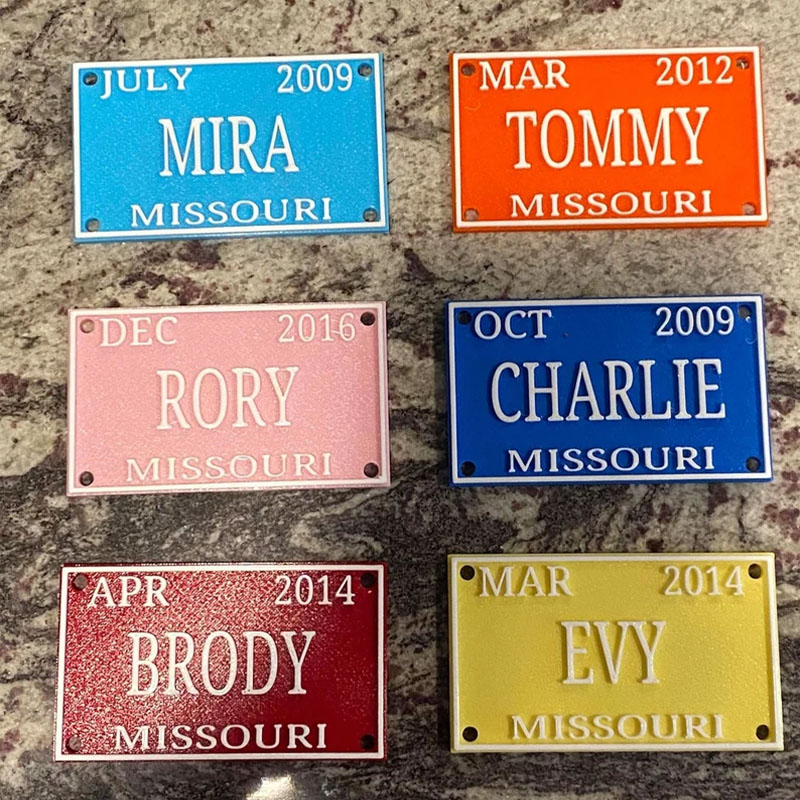 JULY 2009
MIRA
MISSOURI
MAR 2012
TOMMY
MISSOURI
DEC 2016
RORY
MISSOURI
OCT 2009
CHARLIE
MISSOURI
APR 2014
BRODY
MISSOURI
MAR 2014
EVY
MISSOURI